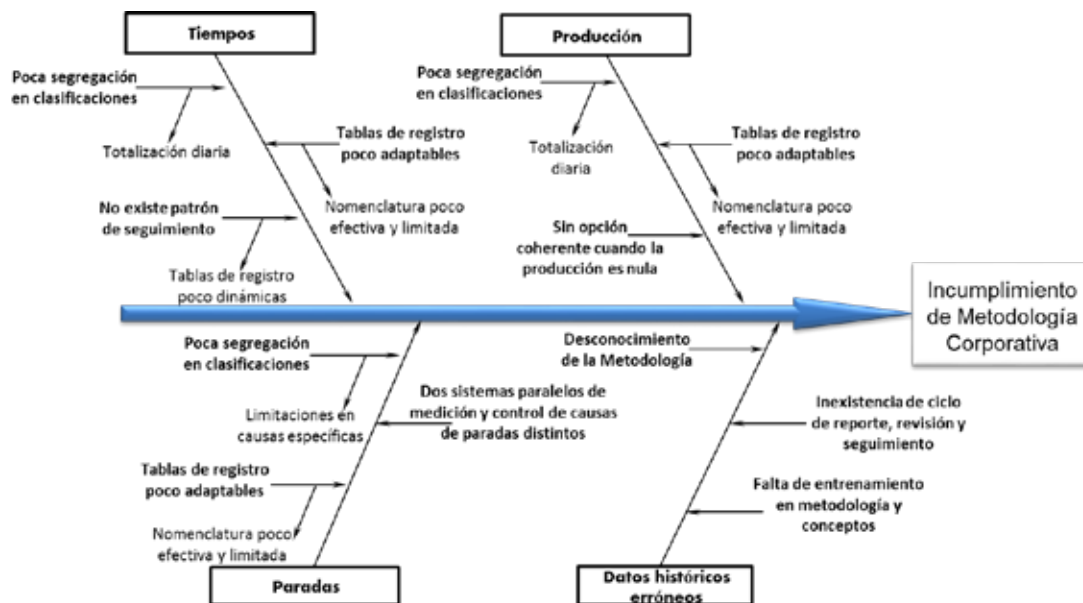 Tiempos
Producción
Poca segregación
en clasificaciones
Totalización diaria
Tablas de registro
poco adaptables
Nomenclatura poco
efectiva y limitada
No existe patrón
de seguimiento
Tablas de registro
poco dinámicas
Poca segregación
en clasificaciones
Totalización
diaria
Tablas de registro
poco adaptables
Nomenclatura poco
efectiva y limitada
Sin opción
coherente cuando la
producción es nula
Incumplimiento
de Metodología
Corporativa
Poca segregación
en clasificaciones
Limitaciones en
causas específicas
Dos sistemas paralelos de
medición y control de causas
de paradas distintos
Tablas de registro
poco adaptables
Nomenclatura poco
efectiva y limitada
Desconocimiento
de la Metodología
Inexistencia de ciclo
de reporte, revisión y
seguimiento
Falta de entrenamiento
en metodología y
conceptos
Paradas
Datos históricos
erróneos